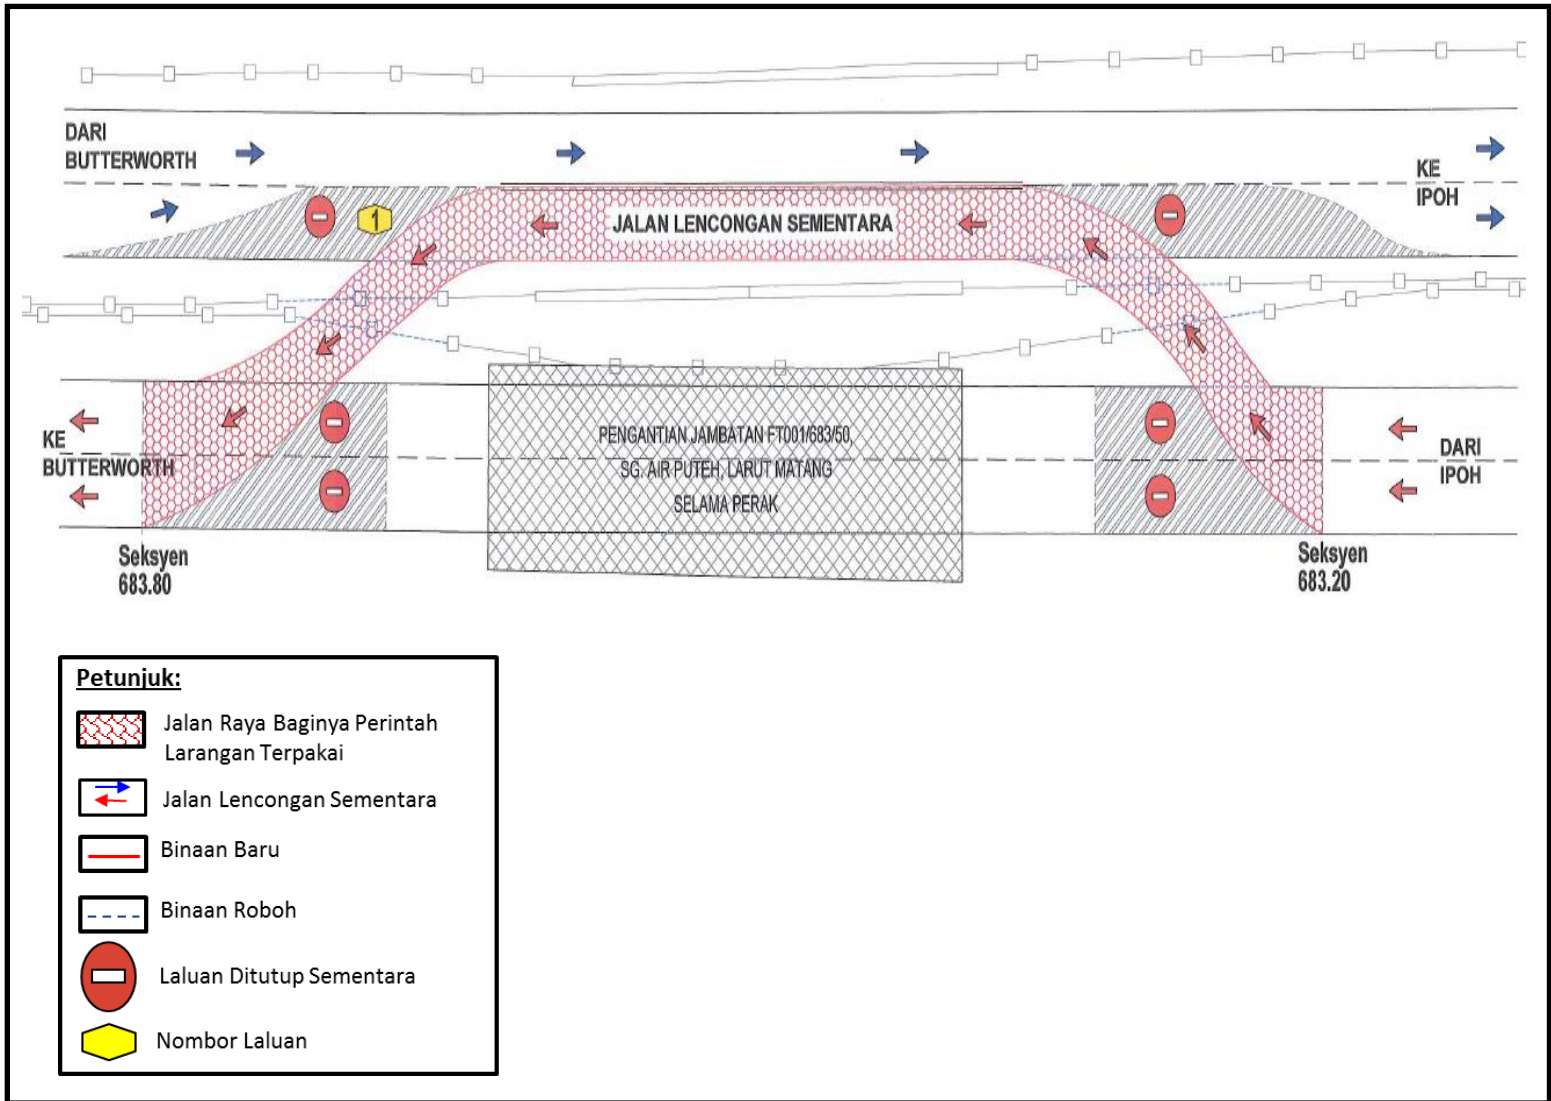 DARI
BUTTERWORTH
KE
IPOH
1
JALAN LENCONGAN SEMENTARA
KE
BUTTERWORTH
PENGANTIAN JAMBATAN FT001/683/50,
SG. AIR PUTEH, LARUT MATANG
SELAMA PERAK
DARI
IPOH
Seksyen
683.80
Seksyen
683.20
Petunjuk:
Jalan Raya Baginya Perintah
Larangan Terpakai
Jalan Lencongan Sementara
Binaan Baru
Binaan Roboh
Laluan Ditutup Sementara
Nombor Laluan